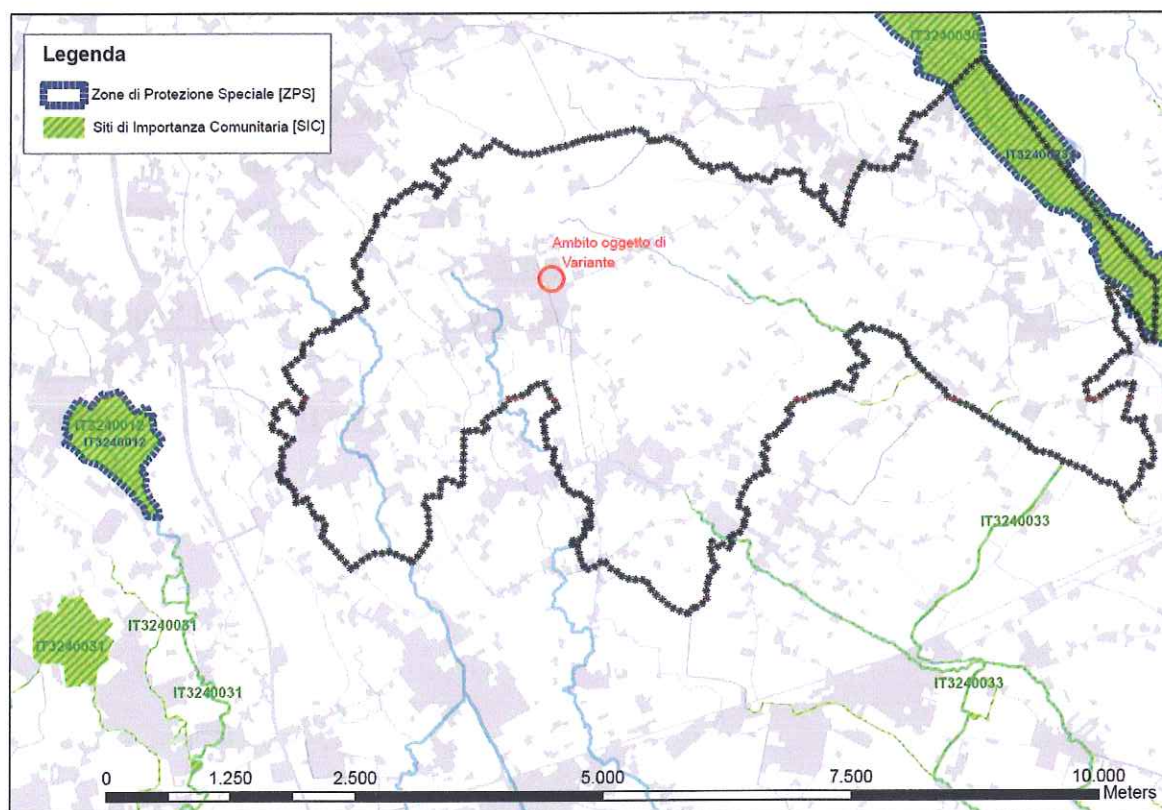 Legenda
Zone di Protezione Speciale [ZPS]
Siti di Importanza Comunitaria [SIC]
IT3240030
Ambito oggetto di
Variante
IT3240012
IT3240012
IT3240033
IT3240031
IT3240031
IT3240031
IT3240033
0 1.250 2.500 5.000 7.500 10.000
Meters